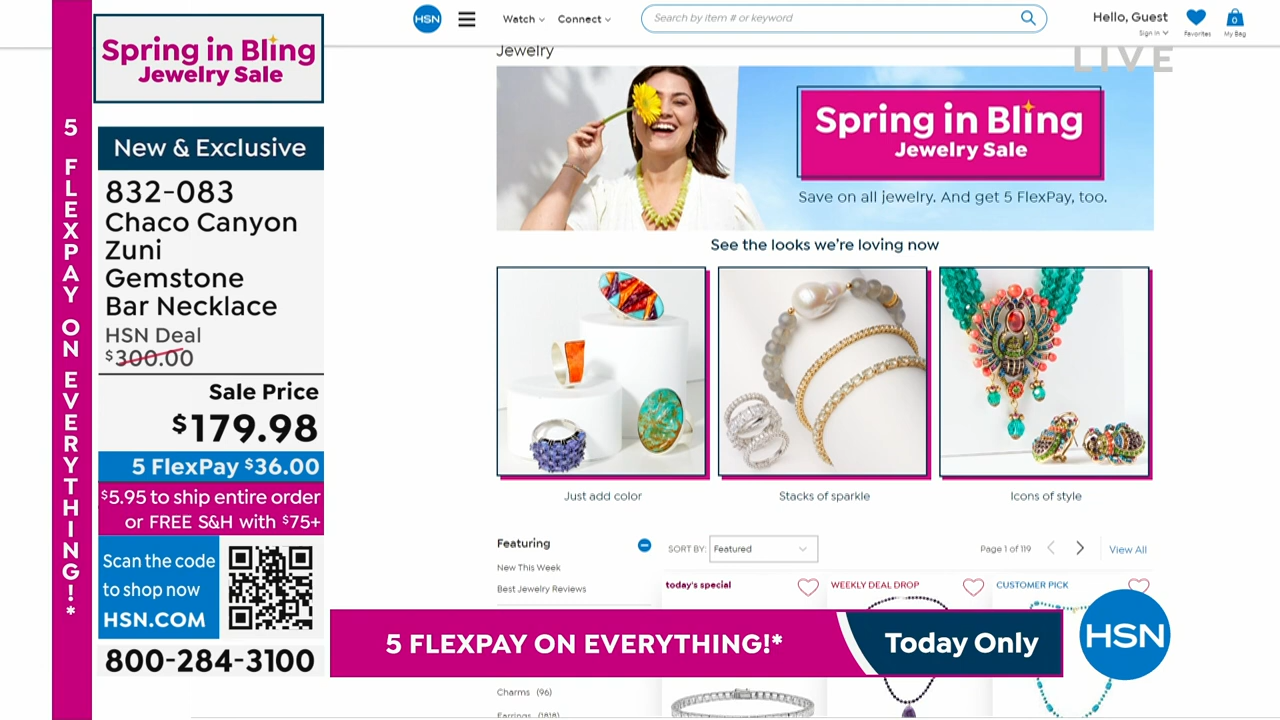 5 FLEXPAY ON EVERYTHING!*
Spring in Bling
Jewelry Sale
New & Exclusive
832-083
Chaco Canyon
Zuni
Gemstone
Bar Necklace
HSN Deal
$300.00
Sale Price
$179.98
5 FlexPay $36.00
$5.95 to ship entire order
or FREE S&H with $75+
Scan the code
to shop now
HSN.COM
800-284-3100
HSN
Watch
Connect
Search by item # or keyword
Hello, Guest
Sign In
Favorites
0
My Bag
LIVE
Jewelry
Spring in Bling
Jewelry Sale
Save on all jewelry. And get 5 FlexPay, too.
See the looks we're loving now
Just add color
Stacks of sparkle
Icons of style
Featuring
New This Week
Best Jewelry Reviews
SORT BY: Featured
Page 1 of 119
View All
today's special
WEEKLY DEAL DROP
CUSTOMER PICK
5 FLEXPAY ON EVERYTHING!*
Today Only
HSN
Charms (96)
Earrings (1818)